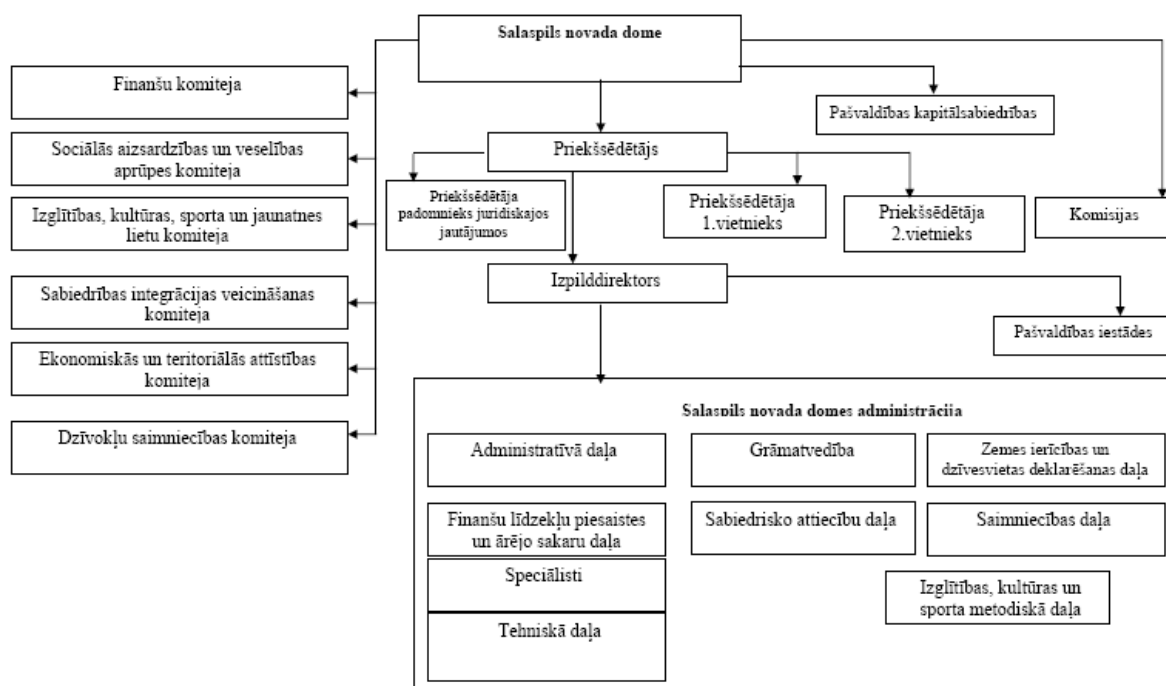 Salaspils novada dome
Finanšu komiteja
Pašvaldības kapitālsabiedrības
Sociālās aizsardzības un veselības
aprūpes komiteja
Priekšsēdētājs
Priekšsēdētāja
padomnieks juridiskajos
jautājumos
Priekšsēdētāja
1.vietnieks
Priekšsēdētāja
2.vietnieks
Komisijas
Izglītības, kultūras, sporta un jaunatnes
lietu komiteja
Izpilddirektors
Sabiedrības integrācijas veicināšanas
komiteja
Pašvaldības iestādes
Ekonomiskās un teritoriālās attīstības
komiteja
Dzīvokļu saimniecības komiteja
Salaspils novada domes administrācija
Administratīvā daļa
Grāmatvedība
Zemes ierīcības un
dzīvesvietas deklarēšanas daļa
Finanšu līdzekļu piesaistes
un ārējo sakaru daļa
Sabiedrisko attiecību daļa
Saimniecības daļa
Speciālisti
Izglītības, kultūras un
sporta metodiskā daļa
Tehniskā daļa